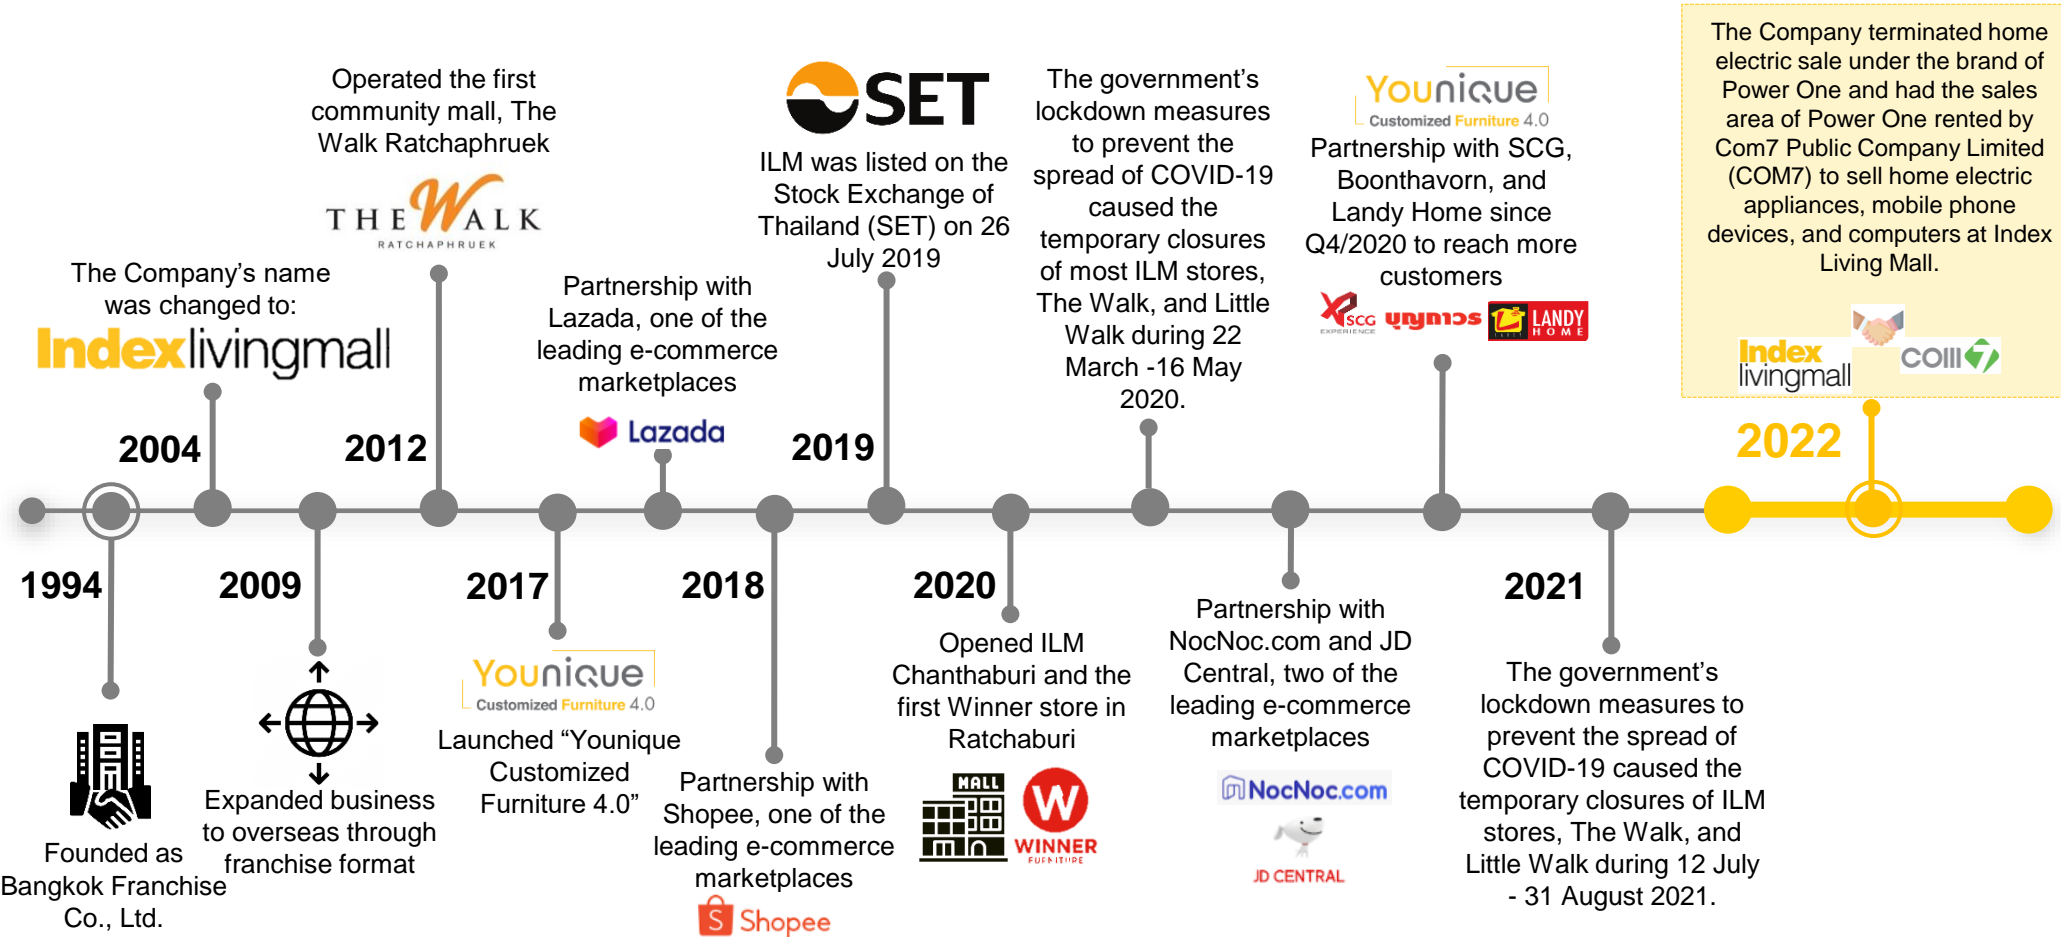 The Company's name
was changed to:
Indexlivingmall
2004
Operated the first
community mall, The
Walk Ratchaphruek
THE WALK
RATCHAPHRUEK
2012
Partnership with
Lazada, one of the
leading e-commerce
marketplaces
Lazada
SET
ILM was listed on the
Stock Exchange of
Thailand (SET) on 26
July 2019
2019
The government's
lockdown measures
to prevent the
spread of COVID-19
caused the
temporary closures
of most ILM stores,
The Walk, and Little
Walk during 22
March -16 May
2020.
Younique
Customized Furniture 4.0
Partnership with SCG,
Boonthavorn, and
Landy Home since
Q4/2020 to reach more
customers
SCG
EXPERIENCE
บุญถาวร
LANDY
HOME
The Company terminated home
electric sale under the brand of
Power One and had the sales
area of Power One rented by
Com7 Public Company Limited
(COM7) to sell home electric
appliances, mobile phone
devices, and computers at Index
Living Mall.
Index
livingmall
COM7
2022
1994
Founded as
Bangkok Franchise
Co., Ltd.
2009
Expanded business
to overseas through
franchise format
2017
Younique
Customized Furniture 4.0
Launched “Younique
Customized
Furniture 4.0”
2018
Partnership with
Shopee, one of the
leading e-commerce
marketplaces
S Shopee
2020
Opened ILM
Chanthaburi and the
first Winner store in
Ratchaburi
MALL
W
WINNER
FURNITURE
Partnership with
NocNoc.com and JD
Central, two of the
leading e-commerce
marketplaces
NocNoc.com
JD CENTRAL
2021
The government's
lockdown measures to
prevent the spread of
COVID-19 caused the
temporary closures of ILM
stores, The Walk, and
Little Walk during 12 July
- 31 August 2021.